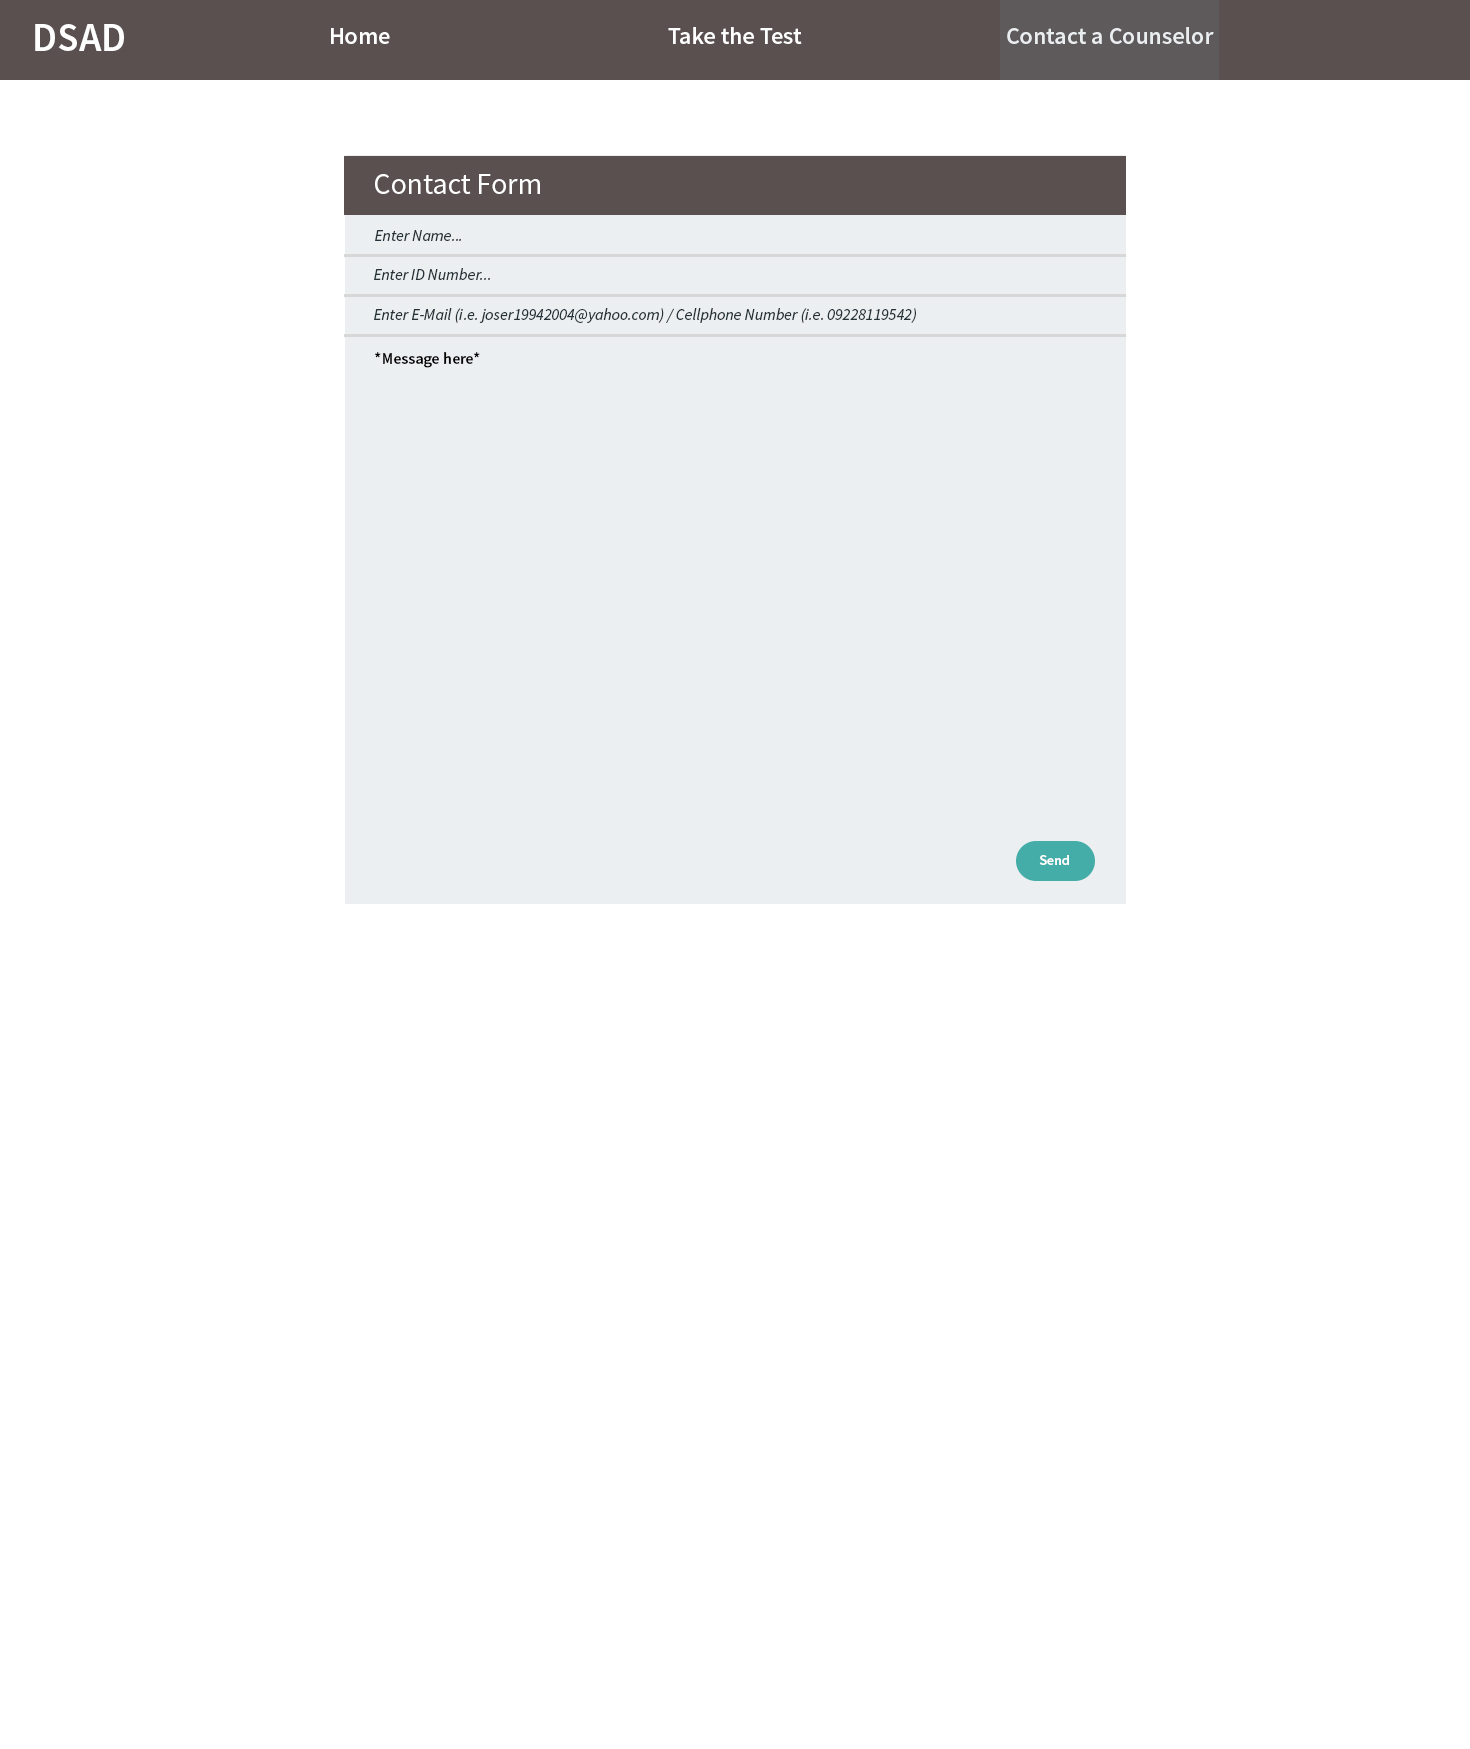 DSAD Home Take the Test Contact a Counselor
Contact Form
Enter Name...
Enter ID Number...
Enter E-Mail (i.e. joser19942004@yahoo.com) / Cellphone Number (i.e. 09228119542)
*Message here*
Send